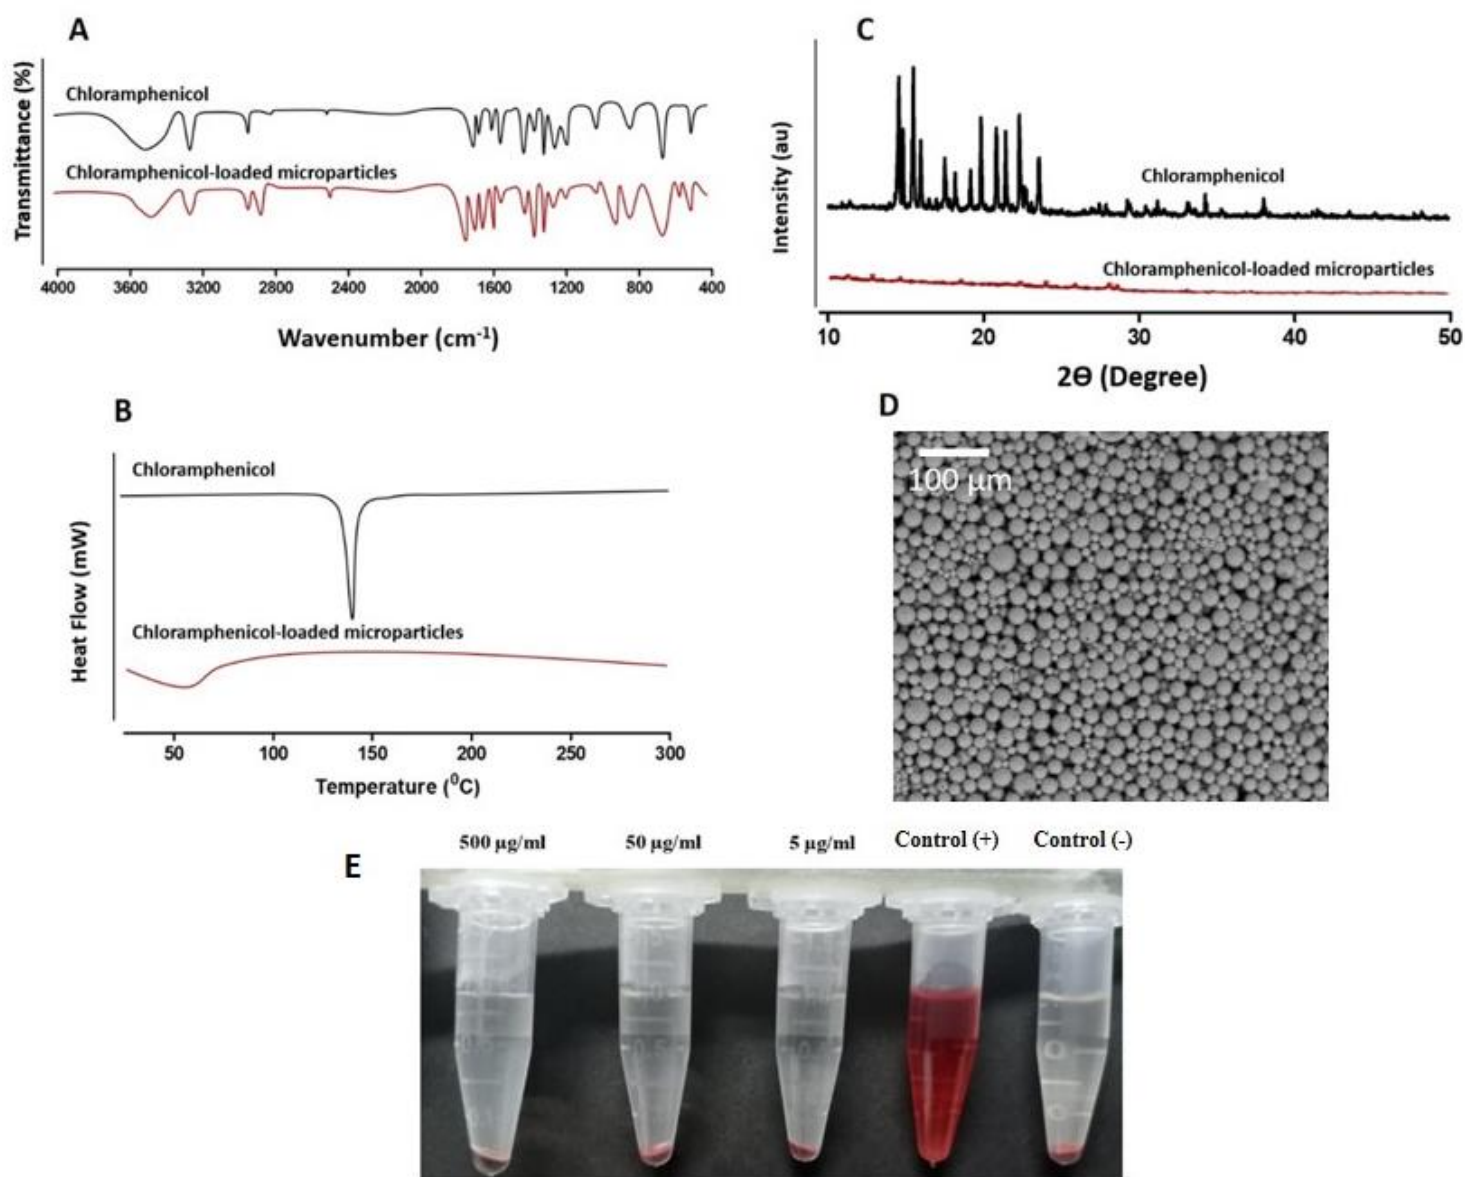 A
Transmittance (%)
Chloramphenicol
Chloramphenicol-loaded microparticles
4000 3600 3200 2800 2400 2000 1600 1200 800 400
Wavenumber (cm-1)
C
Intensity (au)
Chloramphenicol
Chloramphenicol-loaded microparticles
10 20 30 40 50
2Θ (Degree)
B
Heat Flow (mW)
Chloramphenicol
Chloramphenicol-loaded microparticles
50 100 150 200 250 300
Temperature (0C)
D
100 µm
E
500 µg/ml 50 µg/ml 5 µg/ml Control (+) Control (-)